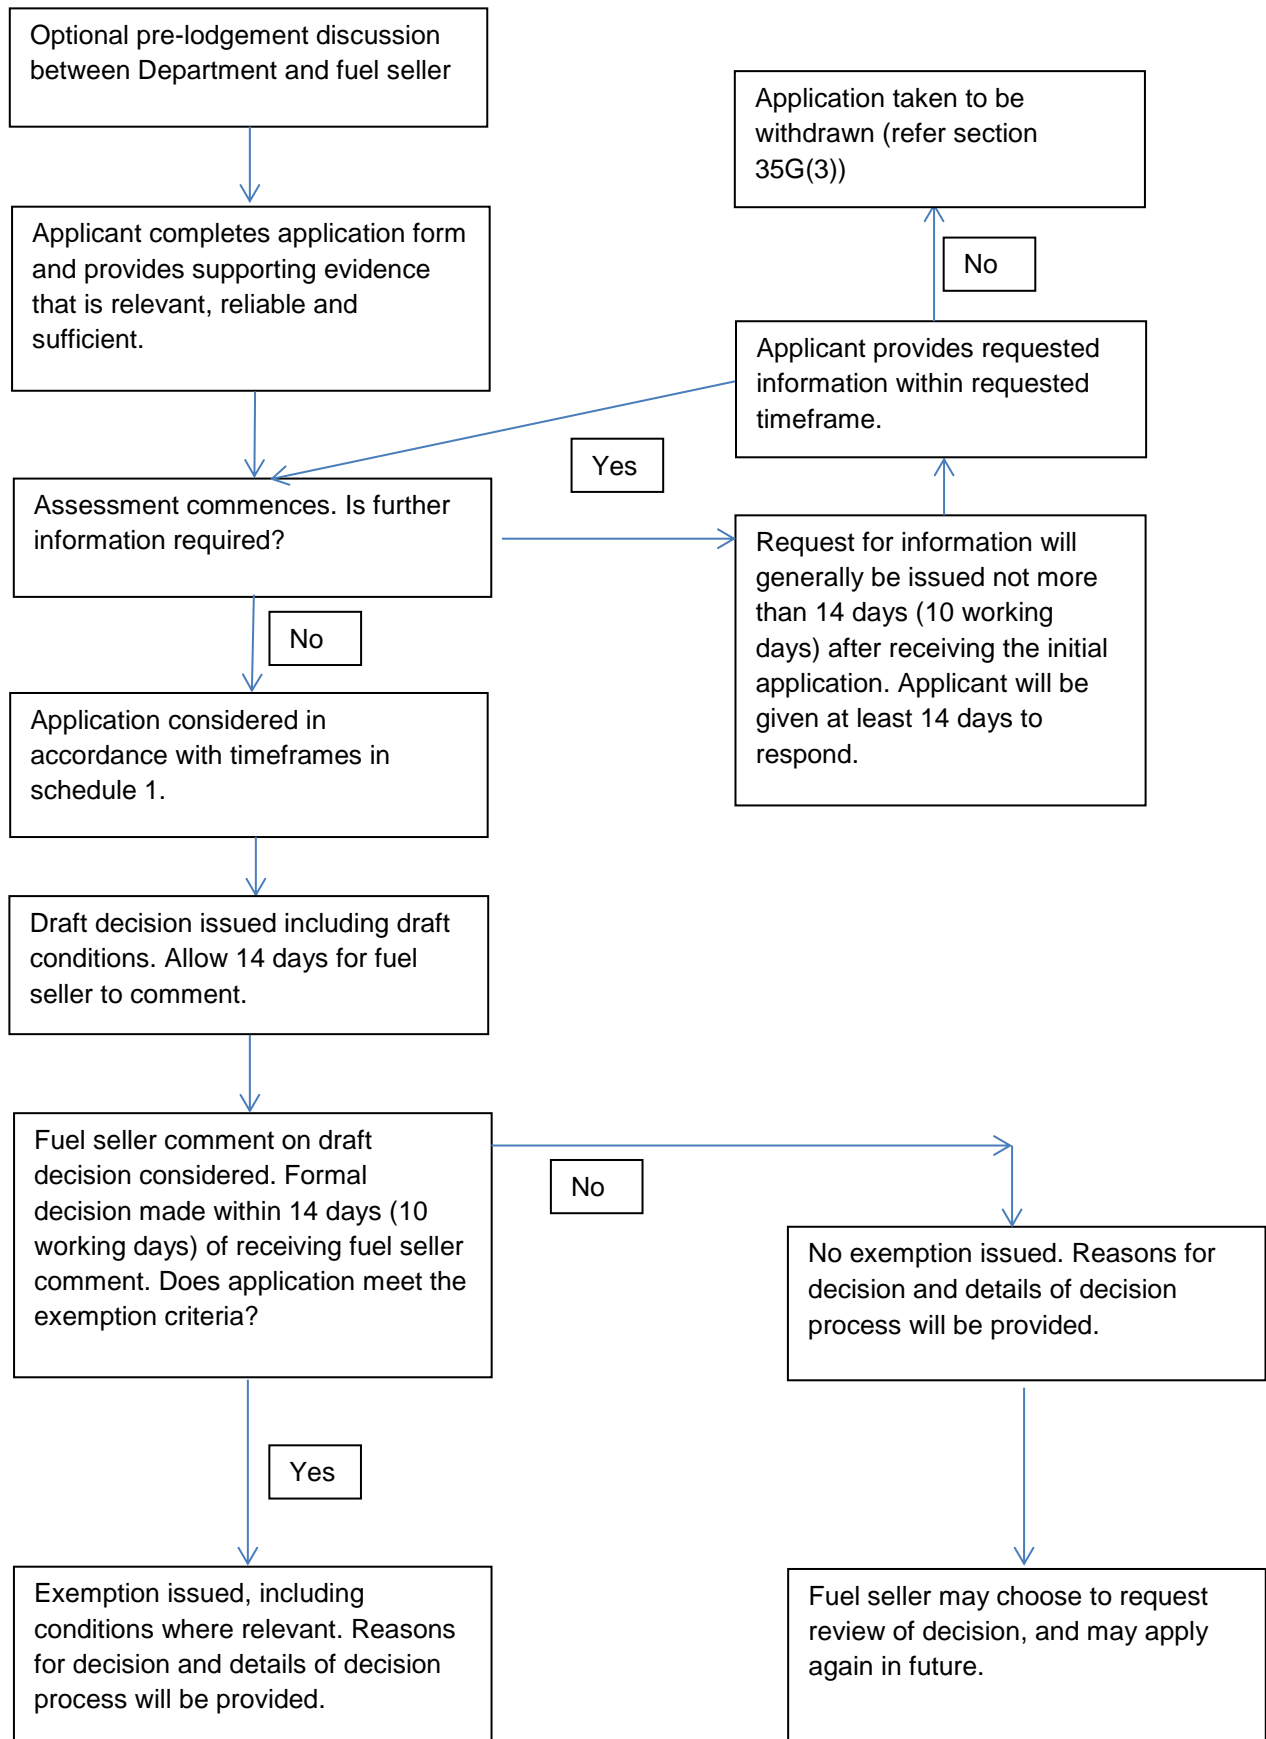 Optional pre-lodgement discussion
between Department and fuel seller
Application taken to be
withdrawn (refer section
35G(3))
Applicant completes application form
and provides supporting evidence
that is relevant, reliable and
sufficient.
No
Applicant provides requested
information within requested
timeframe.
Yes
Assessment commences. Is further
information required?
Request for information will
generally be issued not more
than 14 days (10 working
days) after receiving the initial
application. Applicant will be
given at least 14 days to
respond.
No
Application considered in
accordance with timeframes in
schedule 1.
Draft decision issued including draft
conditions. Allow 14 days for fuel
seller to comment.
Fuel seller comment on draft
decision considered. Formal
decision made within 14 days (10
working days) of receiving fuel seller
comment. Does application meet the
exemption criteria?
No
No exemption issued. Reasons for
decision and details of decision
process will be provided.
Yes
Exemption issued, including
conditions where relevant. Reasons
for decision and details of decision
process will be provided.
Fuel seller may choose to request
review of decision, and may apply
again in future.